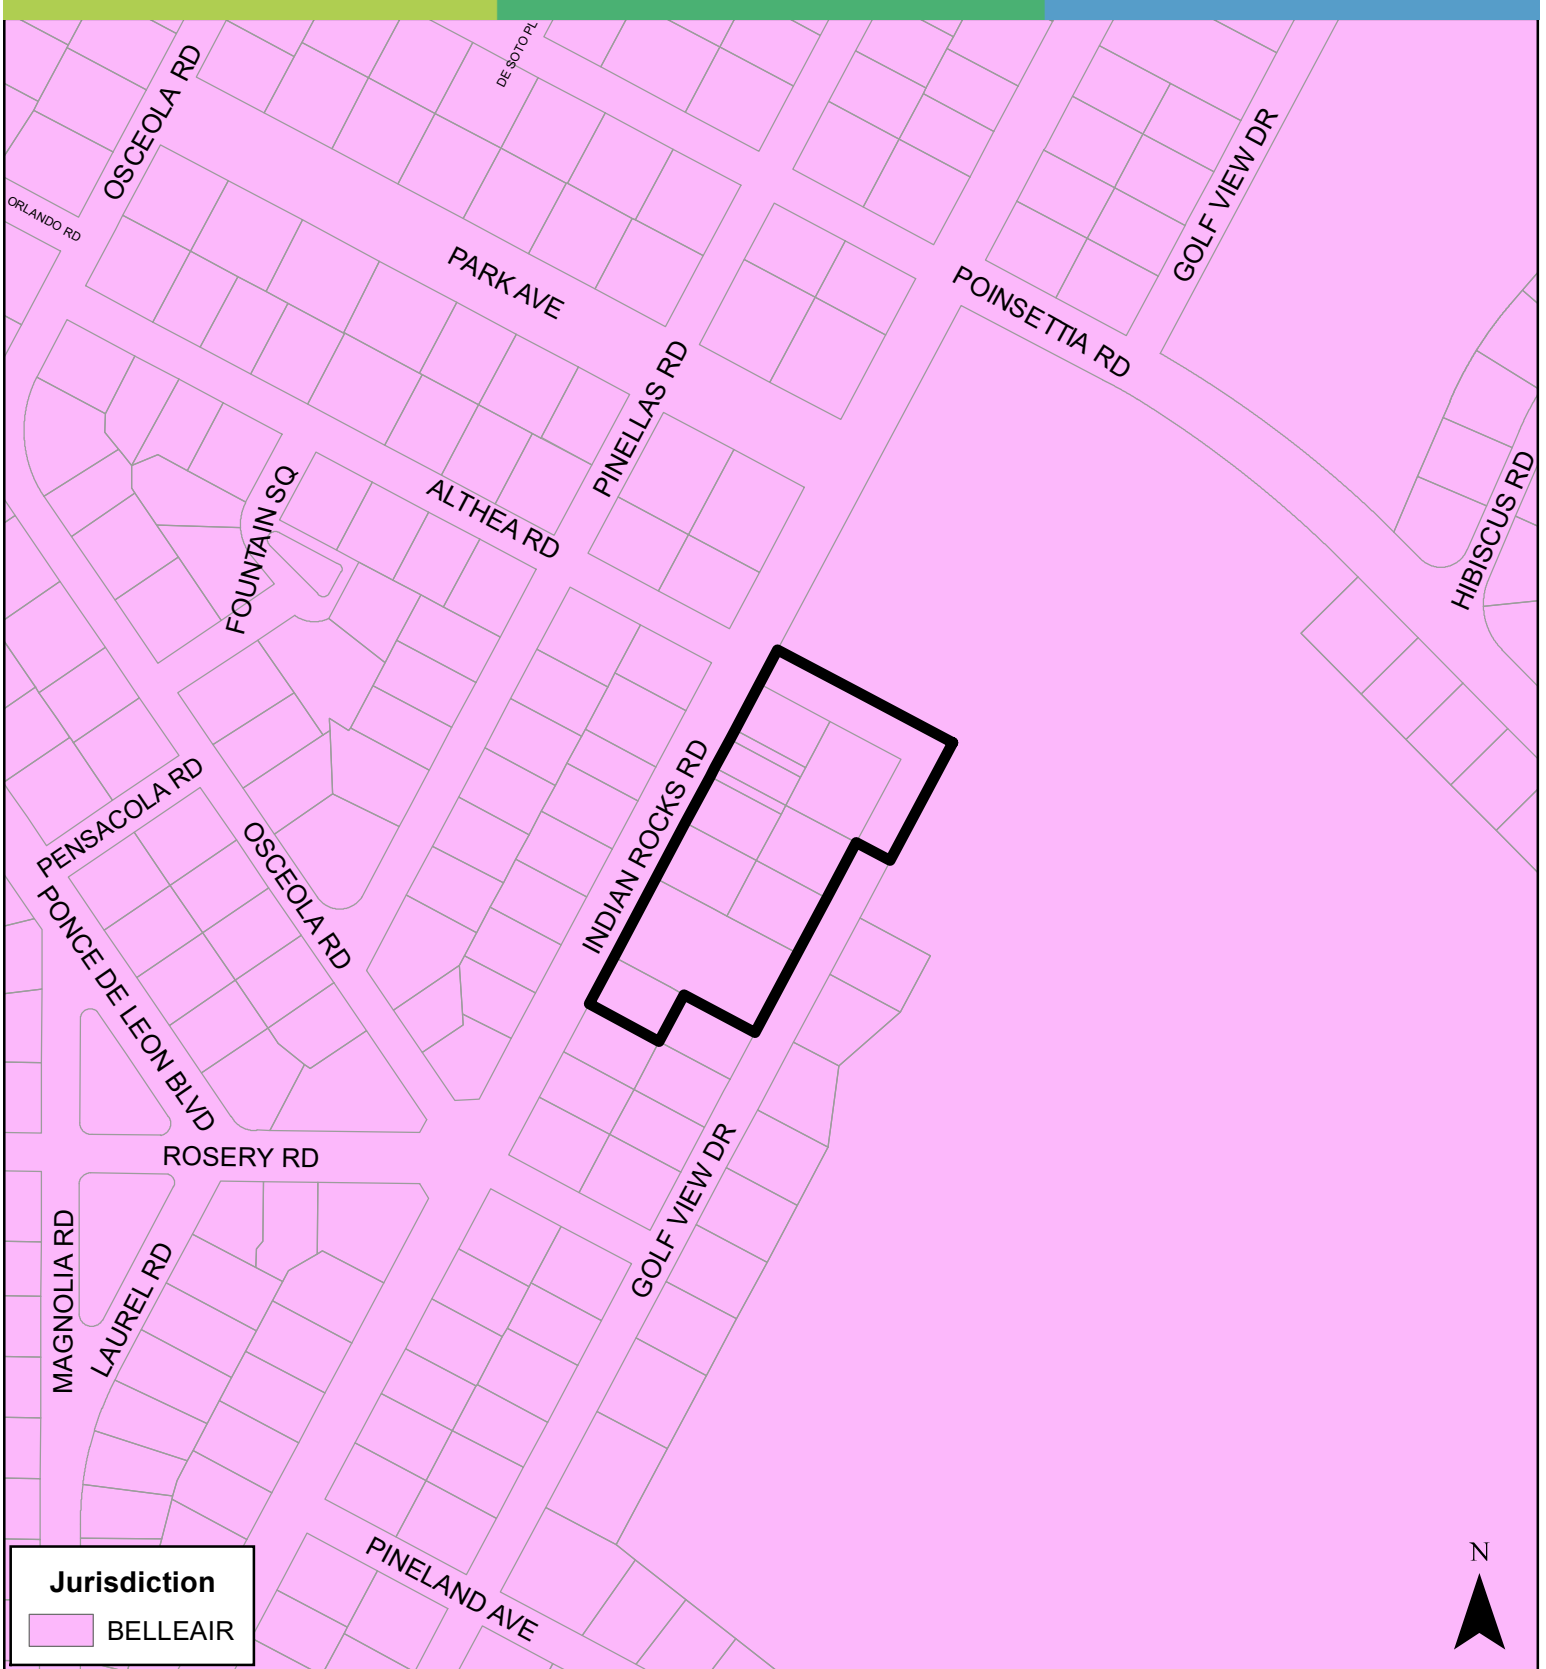 DE SOTO PL
OSCEOLA RD
GOLF VIEW DR
ORLANDO RD
PARK AVE
POINSETTIA RD
PINELLAS RD
HIBISCUS RD
FOUNTAIN SQ
ALTHEA RD
INDIAN ROCKS RD
PENSACOLA RD
OSCEOLA RD
PONCE DE LEON BLVD
ROSERY RD
GOLF VIEW DR
MAGNOLIA RD
LAUREL RD
PINELAND AVE
N
Jurisdiction
BELLEAIR